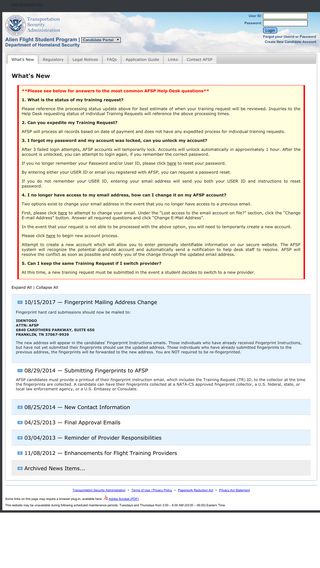 Transportation
Security
Administration
User ID:
Password:
Login
Forgot your Userid or Password
Create New Candidate Account
Alien Flight Student Program | Candidate Portal
Department of Homeland Security
What's New Regulatory Legal Notices FAQs Application Guide Links Contact AFSP
What's New
**Please see below for answers to the most common AFSP Help Desk questions**
1. What is the status of my training request?
Please reference the processing status update above for best estimate of when your training request will be reviewed. Inquiries to the
Help Desk requesting status of individual Training Requests will reference the above processing times.
2. Can you expedite my Training Request?
AFSP will process all records based on date of payment and does not have any expedited process for individual training requests.
3. I forgot my password and my account was locked, can you unlock my account?
After 3 failed login attempts, AFSP accounts will temporarily lock. Accounts will unlock automatically in approximately 1 hour. After the
account is unlocked, you can attempt to login again, if you remember the correct password.
If you no longer remember your Password and/or User ID, please click here to reset your password.
By entering either your USER ID or email you registered with AFSP, you can request a password reset.
If you do not remember your USER ID, entering your email address will send you both your USER ID and instructions to reset
password.
4. I no longer have access to my email address, how can I change it on my AFSP account?
Two options exist to change your email address in the event that you no longer have access to a previous email.
First, please click here to attempt to change your email. Under the "Lost access to the email account on file?" section, click the "Change
E-Mail Address" button. Answer all required questions and click "Change E-Mail Address".
In the event that your request is not able to be processed with the above option, you will need to temporarily create a new account.
Please click here to begin new account process.
Attempt to create a new account which will allow you to enter personally identifiable information on our secure website. The AFSP
system will recognize the potential duplicate account and automatically send a notification to help desk staff to resolve. AFSP will
resolve the conflict as soon as possible and notify you of the change through the updated email address.
5. Can I keep the same Training Request if I switch provider?
At this time, a new training request must be submitted in the event a student decides to switch to a new provider.
Expand All | Collapse All
10/15/2017 — Fingerprint Mailing Address Change
Fingerprint hard card submissions should now be mailed to:
IDENTOGO
ATTN: AFSP
6840 CAROTHERS PARKWAY, SUITE 650
FRANKLIN, TN 37067-9929
The new address will appear in the candidates' Fingerprint Instructions emails. Those individuals who have already received Fingerprint Instructions,
but have not yet submitted their fingerprints should use the updated address. Those individuals who have already submitted fingerprints to the
previous address, the fingerprints will be forwarded to the new address. You are NOT required to be re-fingerprinted.
08/29/2014 — Submitting Fingerprints to AFSP
AFSP candidates must provide a printout of their fingerprint instruction email, which includes the Training Request (TR) ID, to the collector at the time
the fingerprints are collected. A candidate can have their fingerprints collected at a NATA-CS approved fingerprint collector, a U.S. federal, state, or
local law enforcement agency, or a U.S. Embassy or Consulate.
08/25/2014 — New Contact Information
04/25/2013 — Final Approval Emails
03/04/2013 — Reminder of Provider Responsibilities
11/08/2012 — Enhancements for Flight Training Providers
Archived News Items...
Transportation Security Administration • Terms of Use / Privacy Policy • Paperwork Reduction Act • Privacy Act Statement
Some links on this page may require a browser plug-in, available here: Adobe Acrobat (PDF)
This website may be unavailable during following scheduled maintenance periods: Tuesdays and Thursdays from